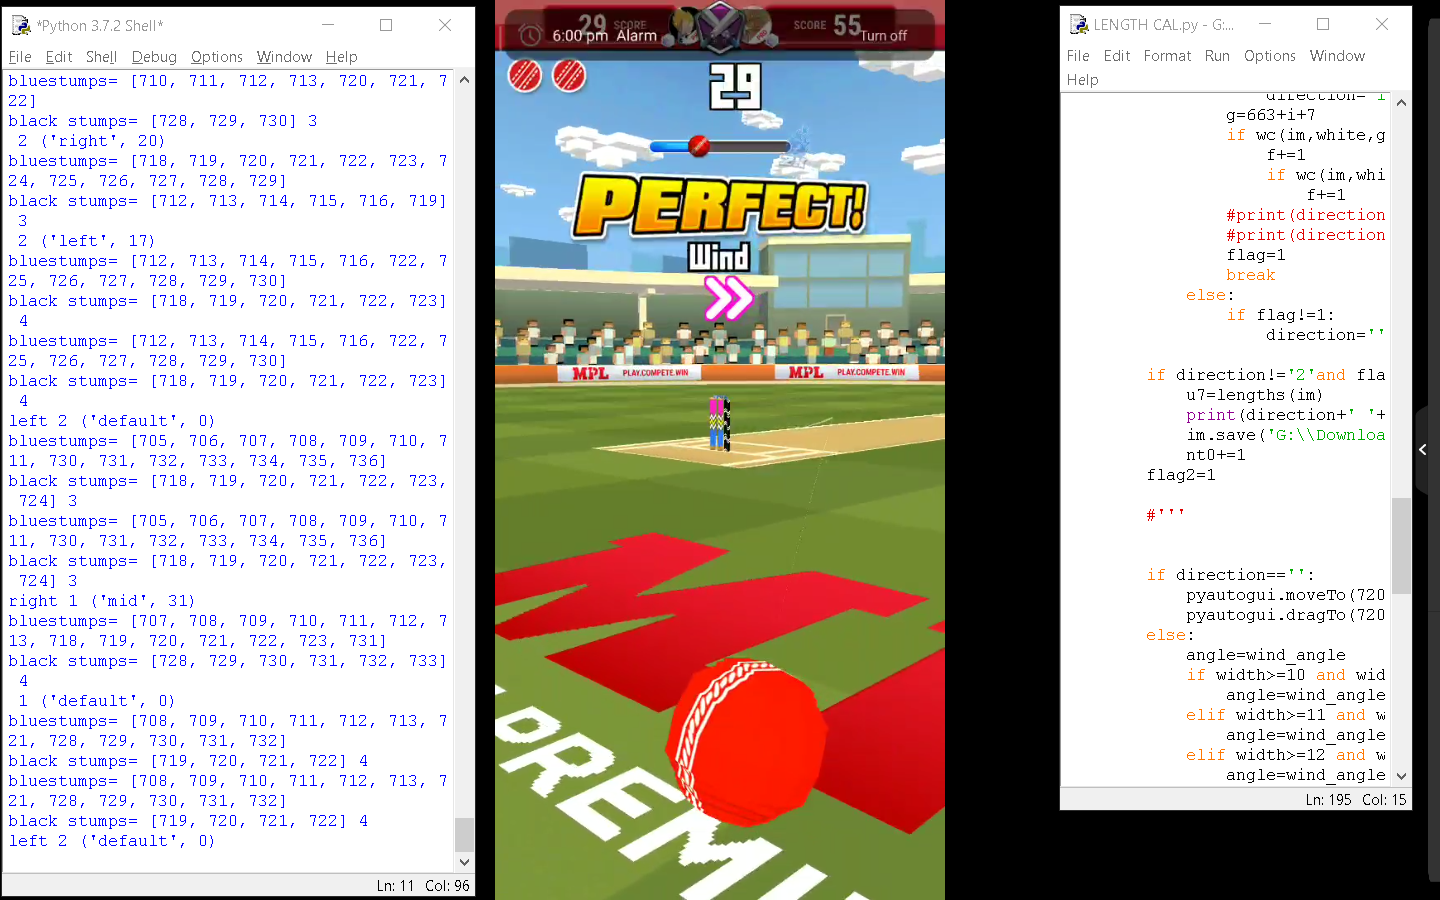 *Python 3.7.2 Shell*
File Edit Shell Debug Options Window Help
bluestumps= [710, 711, 712, 713, 720, 721, 7
22]
black stumps= [728, 729, 730] 3
2 ('right', 20)
bluestumps= [718, 719, 720, 721, 722, 723, 7
24, 725, 726, 727, 728, 729]
black stumps= [712, 713, 714, 715, 716, 719]
3
2 ('left', 17)
bluestumps= [712, 713, 714, 715, 716, 722, 7
25, 726, 727, 728, 729, 730]
black stumps= [718, 719, 720, 721, 722, 723]
4
bluestumps= [712, 713, 714, 715, 716, 722, 7
25, 726, 727, 728, 729, 730]
black stumps= [718, 719, 720, 721, 722, 723]
4
left 2 ('default', 0)
bluestumps= [705, 706, 707, 708, 709, 710, 7
11, 730, 731, 732, 733, 734, 735, 736]
black stumps= [718, 719, 720, 721, 722, 723,
724] 3
bluestumps= [705, 706, 707, 708, 709, 710, 7
11, 730, 731, 732, 733, 734, 735, 736]
black stumps= [718, 719, 720, 721, 722, 723,
724] 3
right 1 ('mid', 31)
bluestumps= [707, 708, 709, 710, 711, 712, 7
13, 718, 719, 720, 721, 722, 723, 731]
black stumps= [728, 729, 730, 731, 732, 733]
4
1 ('default', 0)
bluestumps= [708, 709, 710, 711, 712, 713, 7
21, 728, 729, 730, 731, 732]
black stumps= [719, 720, 721, 722] 4
bluestumps= [708, 709, 710, 711, 712, 713, 7
21, 728, 729, 730, 731, 732]
black stumps= [719, 720, 721, 722] 4
left 2 ('default', 0)
Ln: 11 Col: 96
29 SCORE
SCORE 55
6:00 pm Alarm
Turn off
29
PERFECT!
Wind
MPL PLAY.COMPETE.WIN
MPL PLAY.COMPETE.WIN
PREMI
LENGTH CAL.py - G:...
File Edit Format Run Options Window
Help
direction='i
g=663+i+7
if wc(im,white,g
f+=1
if wc(im,whi
f+=1
#print(direction
#print(direction
flag=1
break
else:
if flag!=1:
direction=''
if direction!='2'and fla
u7=lengths(im)
print(direction+' '+
im.save('G:\\Downloa
nt0+=1
flag2=1
#'''
if direction=='':
pyautogui.moveTo(720
pyautogui.dragTo(720
else:
angle=wind_angle
if width>=10 and wid
angle=wind_angle
elif width>=11 and w
angle=wind_angle
elif width>=12 and w
angle=wind_angle
Ln: 195 Col: 15